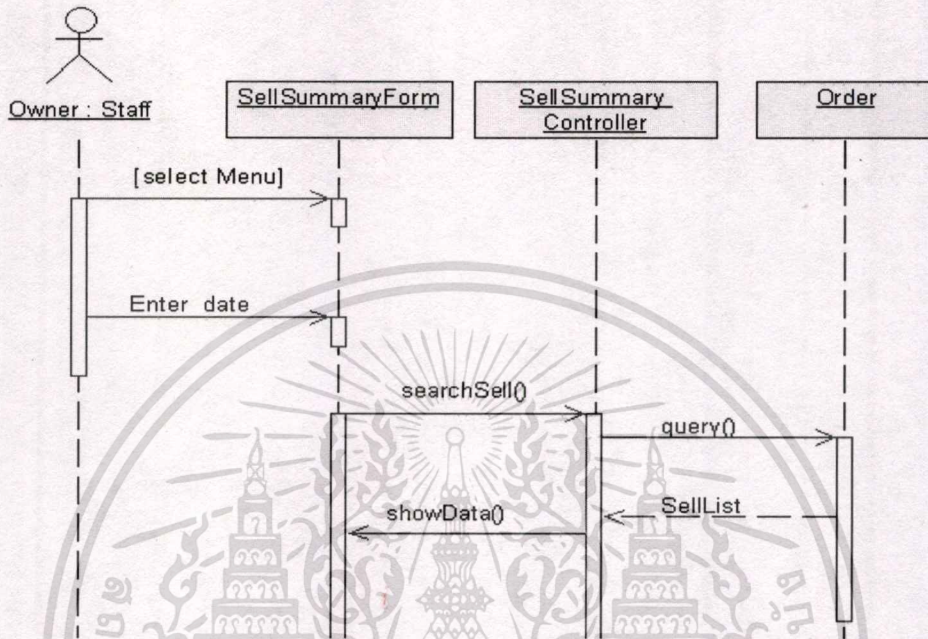 Owner : Staff
SellSummaryForm
SellSummary
Controller
Order
[select Menu]
Enter date
searchSell()
query()
SellList
showData()